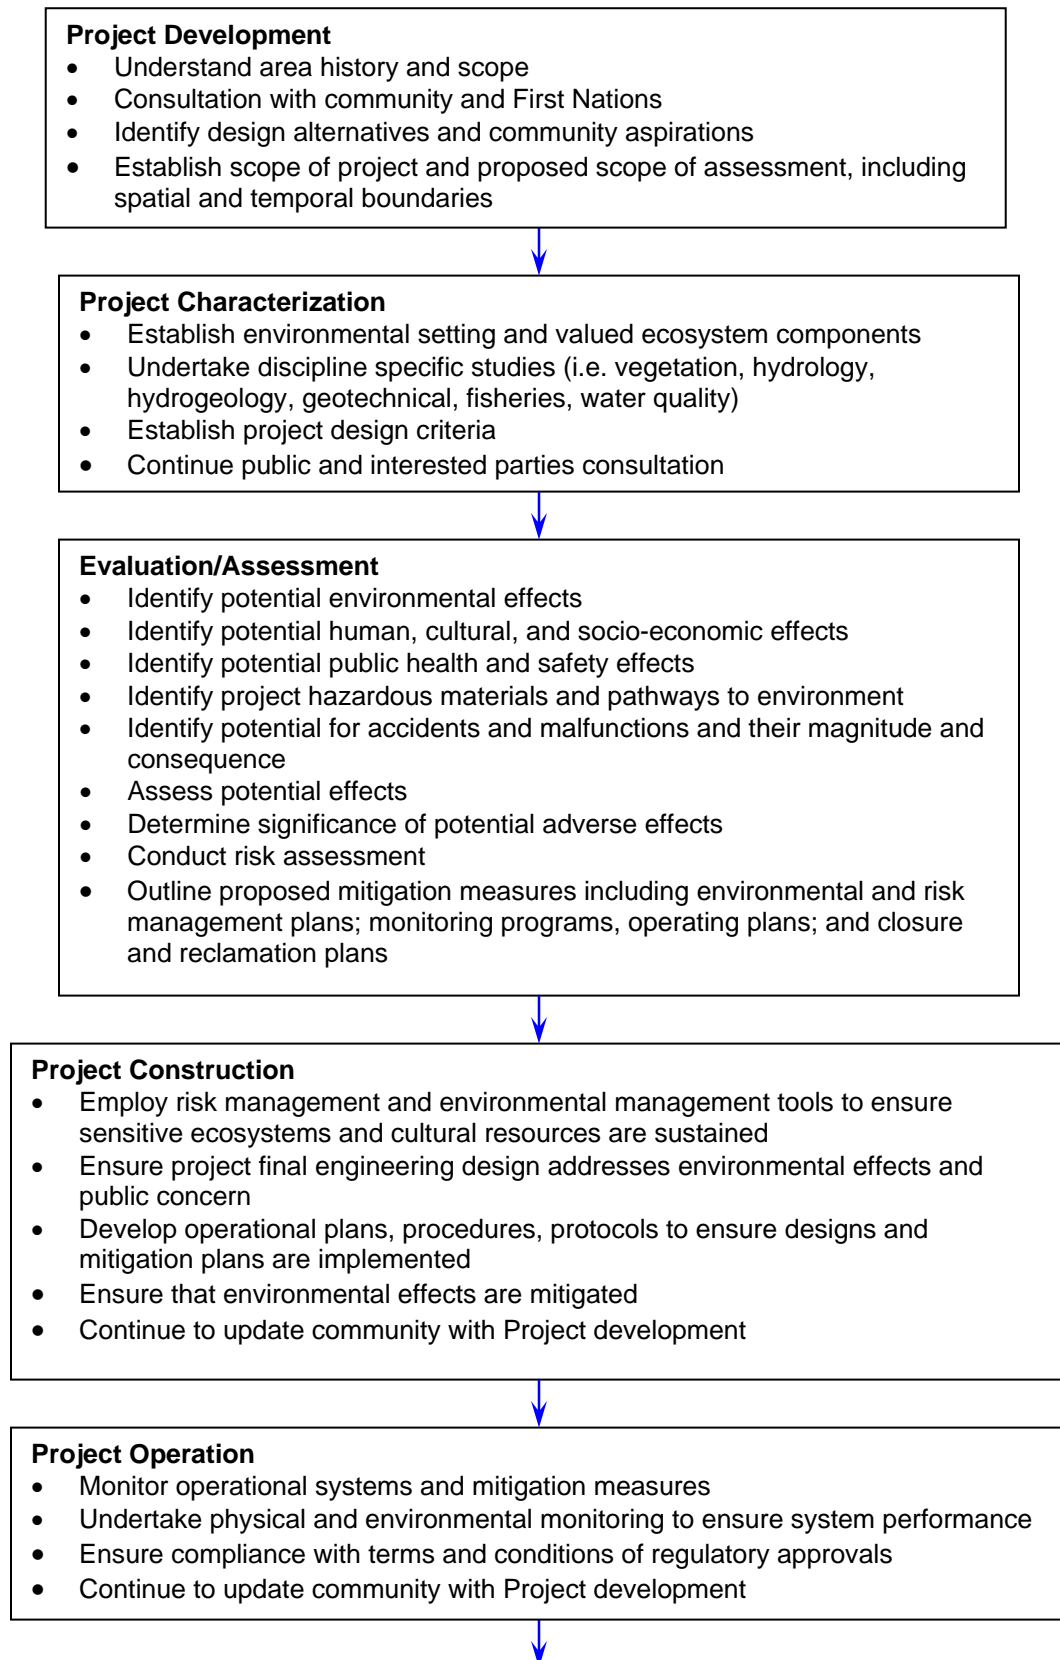 Project Development
• Understand area history and scope
• Consultation with community and First Nations
• Identify design alternatives and community aspirations
• Establish scope of project and proposed scope of assessment, including
spatial and temporal boundaries
Project Characterization
• Establish environmental setting and valued ecosystem components
• Undertake discipline specific studies (i.e. vegetation, hydrology,
hydrogeology, geotechnical, fisheries, water quality)
• Establish project design criteria
• Continue public and interested parties consultation
Evaluation/Assessment
• Identify potential environmental effects
• Identify potential human, cultural, and socio-economic effects
• Identify potential public health and safety effects
• Identify project hazardous materials and pathways to environment
• Identify potential for accidents and malfunctions and their magnitude and
consequence
• Assess potential effects
• Determine significance of potential adverse effects
• Conduct risk assessment
• Outline proposed mitigation measures including environmental and risk
management plans; monitoring programs, operating plans; and closure
and reclamation plans
Project Construction
• Employ risk management and environmental management tools to ensure
sensitive ecosystems and cultural resources are sustained
• Ensure project final engineering design addresses environmental effects and
public concern
• Develop operational plans, procedures, protocols to ensure designs and
mitigation plans are implemented
• Ensure that environmental effects are mitigated
• Continue to update community with Project development
Project Operation
• Monitor operational systems and mitigation measures
• Undertake physical and environmental monitoring to ensure system performance
• Ensure compliance with terms and conditions of regulatory approvals
• Continue to update community with Project development